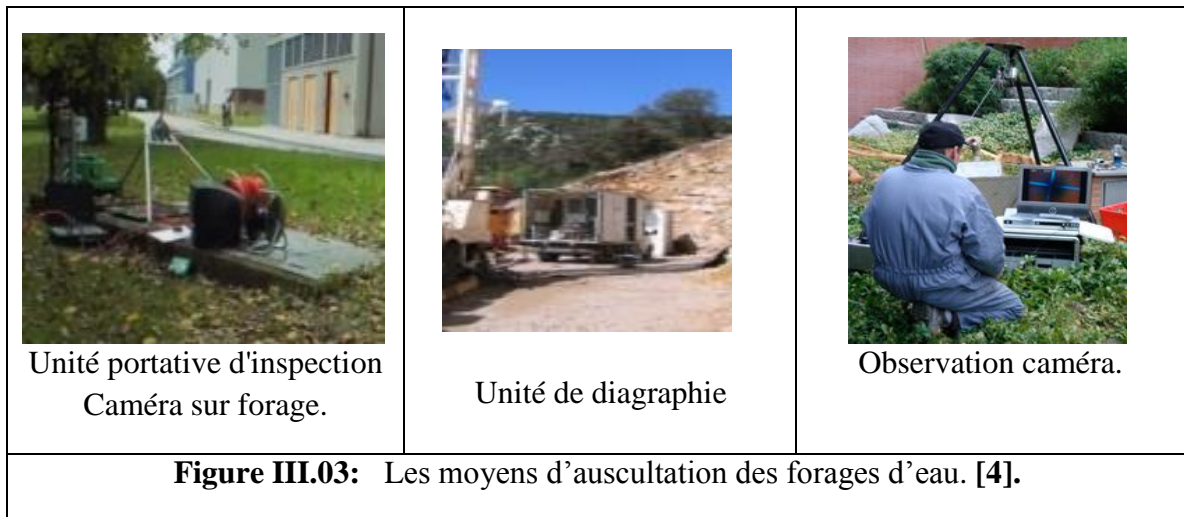 Unité portative d'inspection
Caméra sur forage.
Unité de diagraphie
Observation caméra.
Figure III.03: Les moyens d’auscultation des forages d’eau. [4].